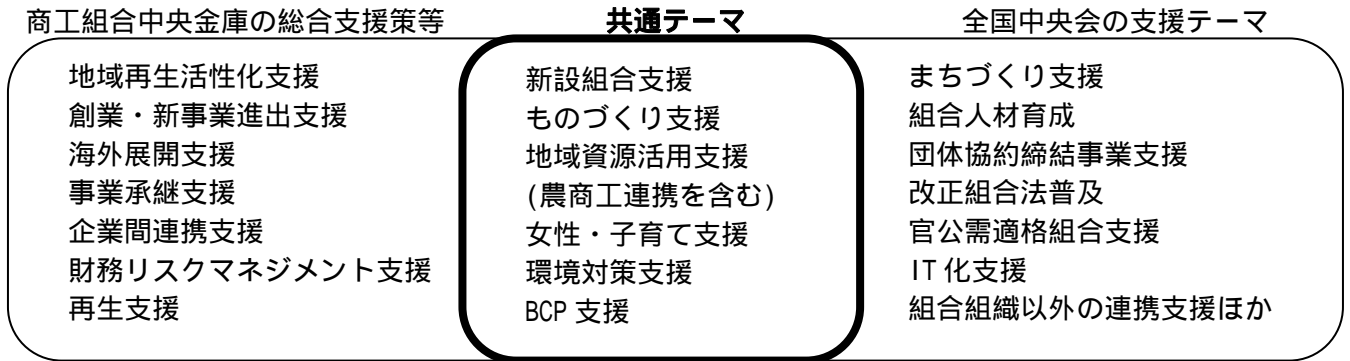 商工組合中央金庫の総合支援策等
地域再生活性化支援
創業・新事業進出支援
海外展開支援
事業承継支援
企業間連携支援
財務リスクマネジメント支援
再生支援
共通テーマ
新設組合支援
ものづくり支援
地域資源活用支援
(農商工連携を含む)
女性・子育て支援
環境対策支援
BCP 支援
全国中央会の支援テーマ
まちづくり支援
組合人材育成
団体協約締結事業支援
改正組合法普及
官公需適格組合支援
IT 化支援
組合組織以外の連携支援ほか